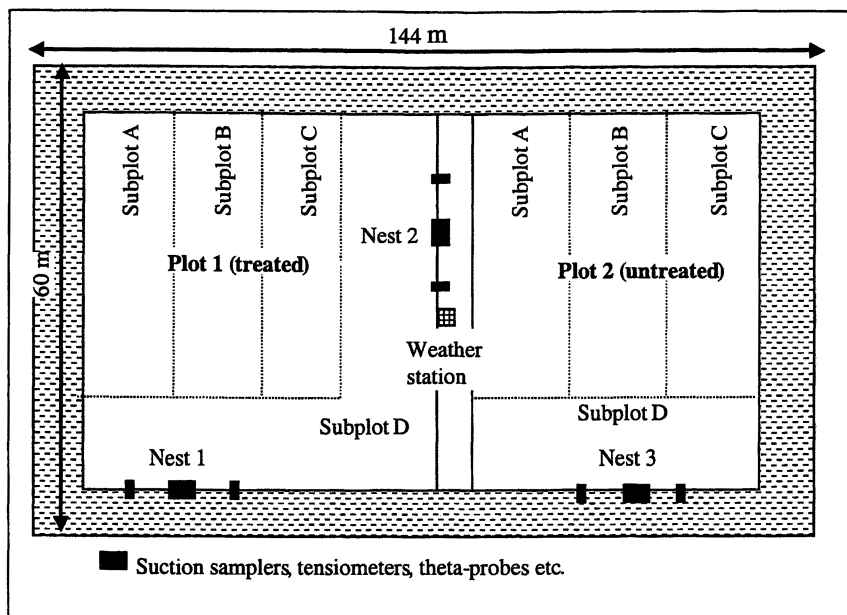 144 m
60 m
Subplot A
Subplot B
Subplot C
Subplot A
Subplot B
Subplot C
Nest 2
Plot 1 (treated)
Plot 2 (untreated)
Weather
station
Subplot D
Subplot D
Nest 1
Nest 3
Suction samplers, tensiometers, theta-probes etc.